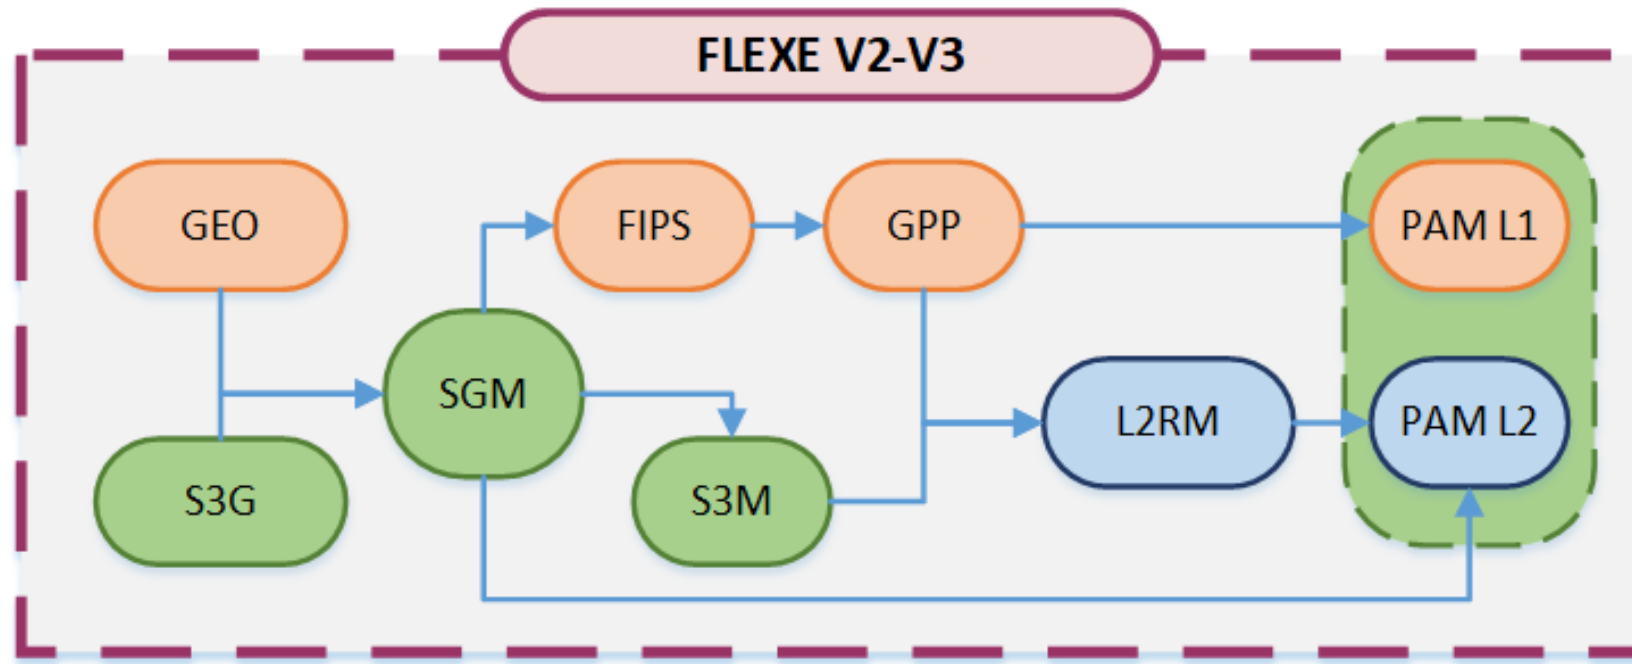 FLEXE V2-V3
GEO
FIPS
GPP
PAM L1
SGM
L2RM
PAM L2
S3G
S3M